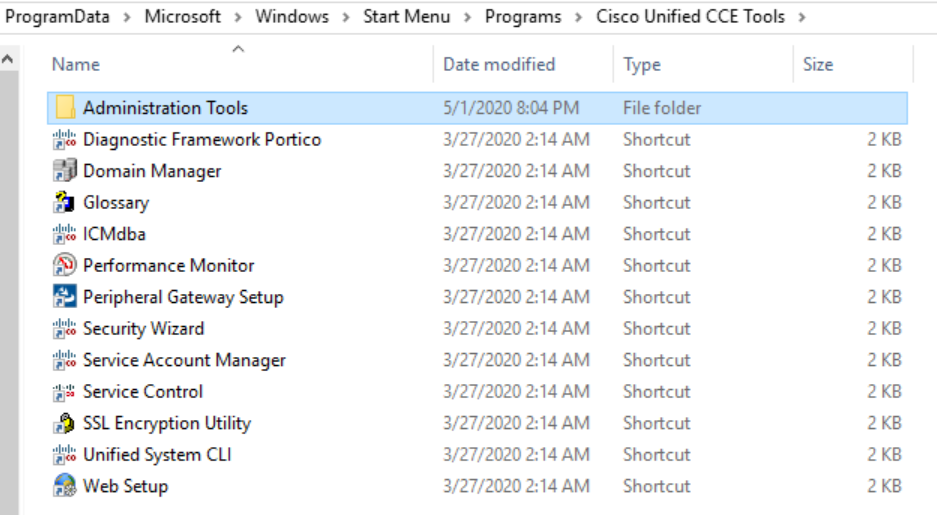 ProgramData > Microsoft > Windows > Start Menu > Programs > Cisco Unified CCE Tools >
Name Date modified Type Size
Administration Tools 5/1/2020 8:04 PM File folder
Diagnostic Framework Portico 3/27/2020 2:14 AM Shortcut 2 KB
Domain Manager 3/27/2020 2:14 AM Shortcut 2 KB
Glossary 3/27/2020 2:14 AM Shortcut 2 KB
ICMdba 3/27/2020 2:14 AM Shortcut 2 KB
Performance Monitor 3/27/2020 2:14 AM Shortcut 2 KB
Peripheral Gateway Setup 3/27/2020 2:14 AM Shortcut 2 KB
Security Wizard 3/27/2020 2:14 AM Shortcut 2 KB
Service Account Manager 3/27/2020 2:14 AM Shortcut 2 KB
Service Control 3/27/2020 2:14 AM Shortcut 2 KB
SSL Encryption Utility 3/27/2020 2:14 AM Shortcut 2 KB
Unified System CLI 3/27/2020 2:14 AM Shortcut 2 KB
Web Setup 3/27/2020 2:14 AM Shortcut 2 KB